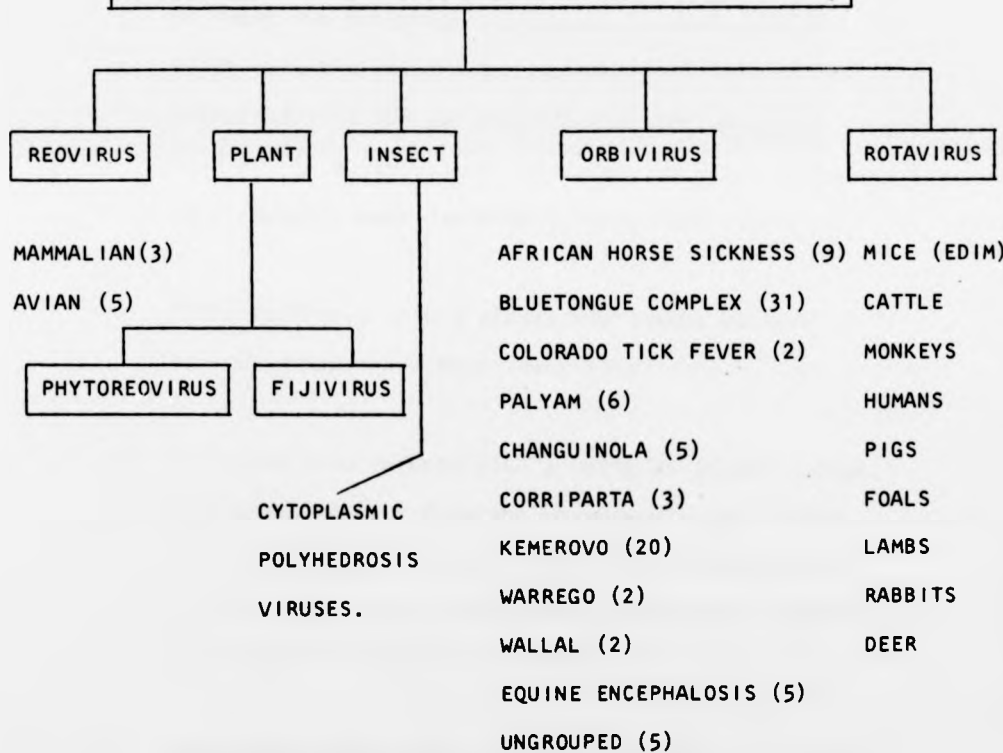 REOVIRUS
PLANT
INSECT
ORBIVIRUS
ROTAVIRUS
MAMMALIAN(3)
AVIAN (5)
PHYTOREOVIRUS
FIJIVIRUS
CYTOPLASMIC
POLYHEDROSIS
VIRUSES.
AFRICAN HORSE SICKNESS (9)
BLUETONGUE COMPLEX (31)
COLORADO TICK FEVER (2)
PALYAM (6)
CHANGUINOLA (5)
CORRIPARTA (3)
KEMEROVO (20)
WARREGO (2)
WALLAL (2)
EQUINE ENCEPHALOSIS (5)
UNGROUPED (5)
MICE (EDIM)
CATTLE
MONKEYS
HUMANS
PIGS
FOALS
LAMBS
RABBITS
DEER